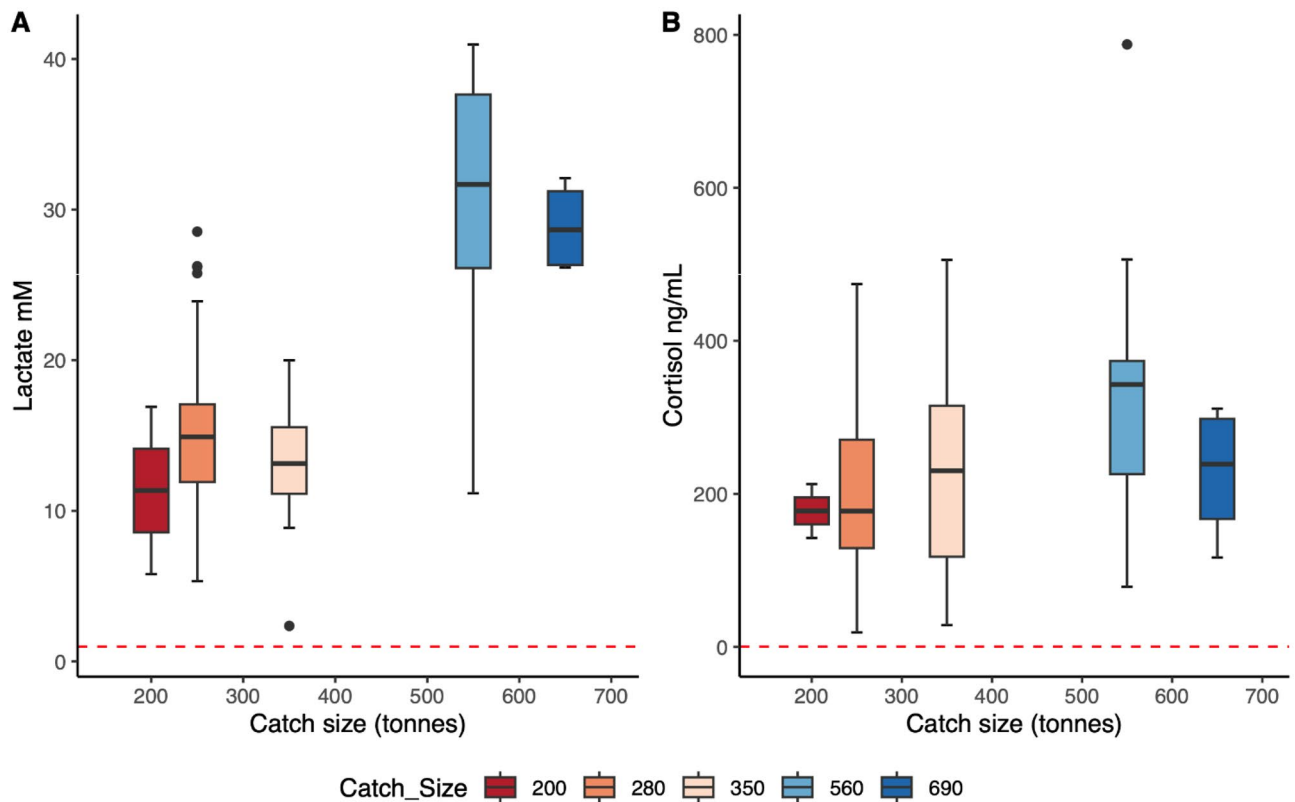 A
40
30
20
10
0
Lactate mM
200 300 400 500 600 700
Catch size (tonnes)
B
800
600
400
200
0
Cortisol ng/mL
200 300 400 500 600 700
Catch size (tonnes)
Catch_Size 200 280 350 560 690